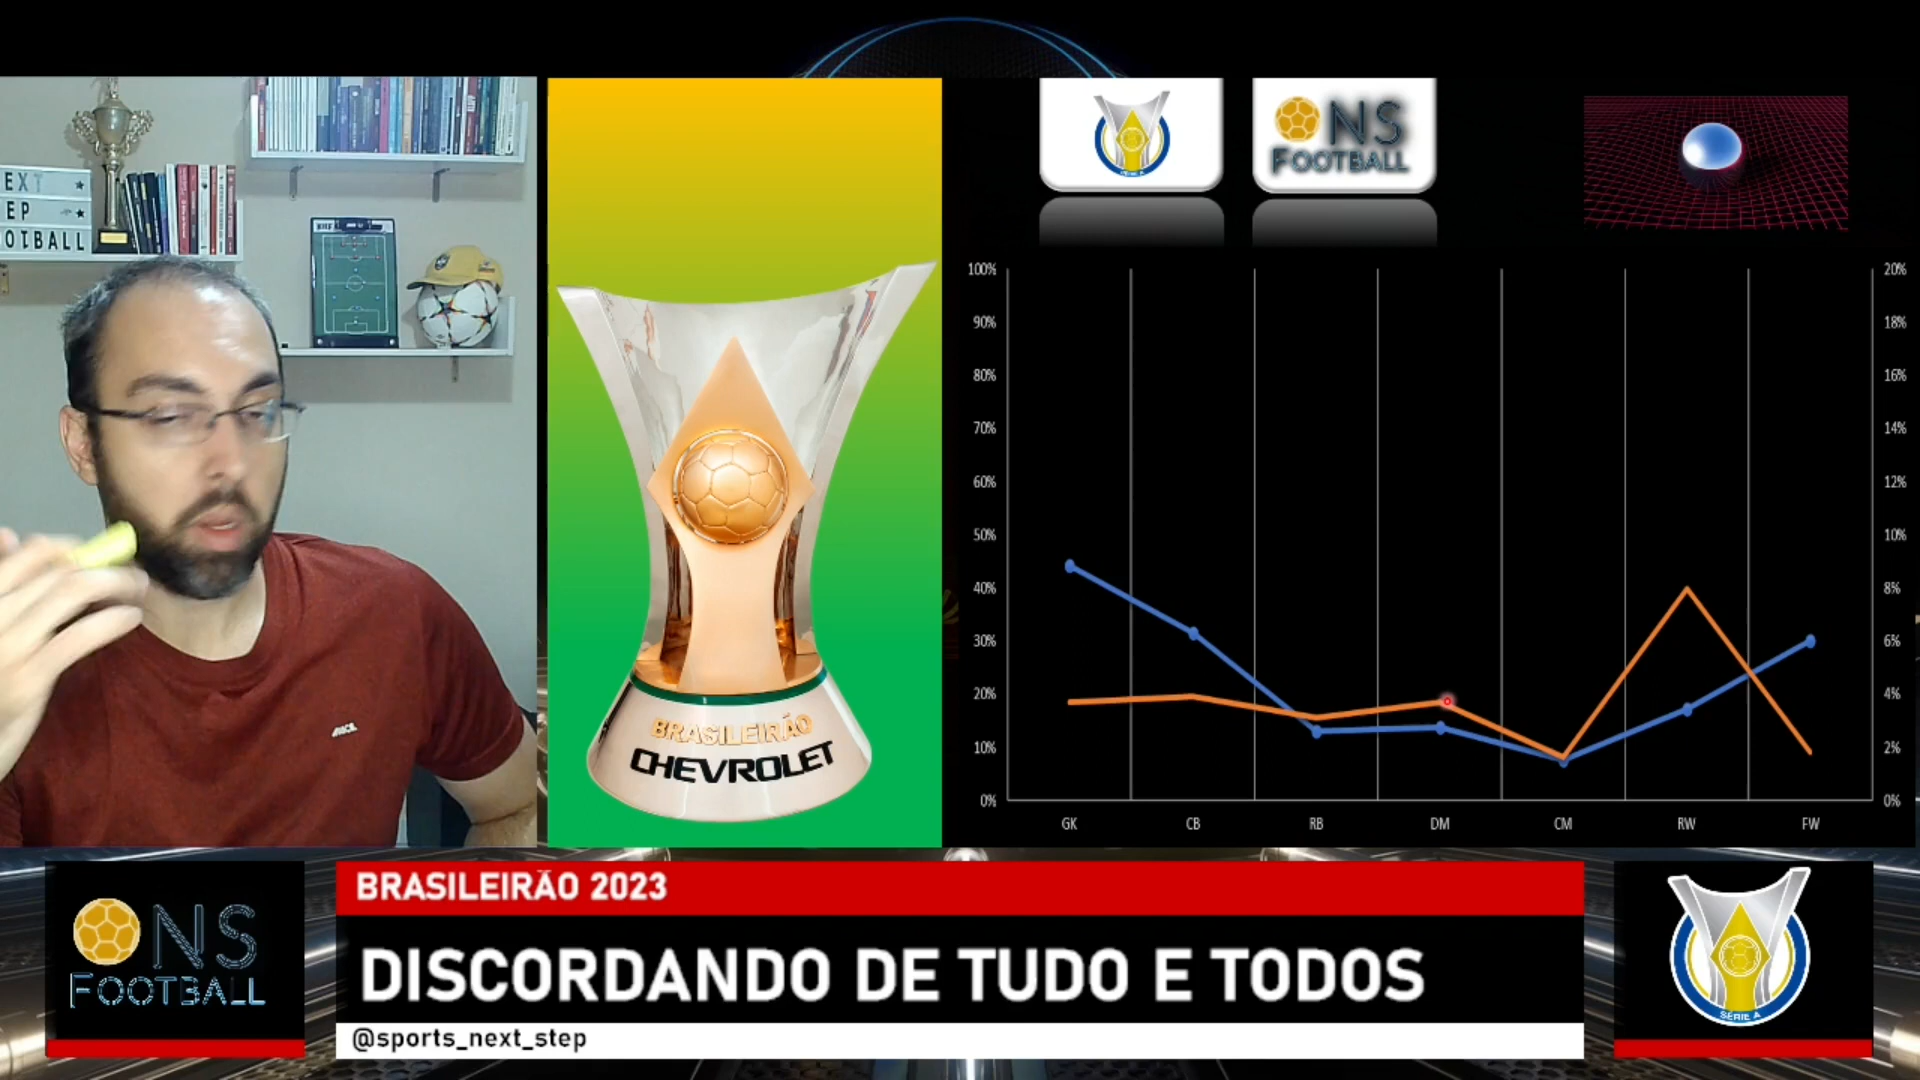 EXT
EP
OTBALL
NS
FOOTBALL
SÉRIE A
100%
90%
80%
70%
60%
50%
40%
30%
20%
10%
0%
20%
18%
16%
14%
12%
10%
8%
6%
4%
2%
0%
GK CB RB DM CM RW FW
BRASILEIRÃO
CHEVROLET
BRASILEIRÃO 2023
DISCORDANDO DE TUDO E TODOS
@sports_next_step
NS
FOOTBALL
SÉRIE A